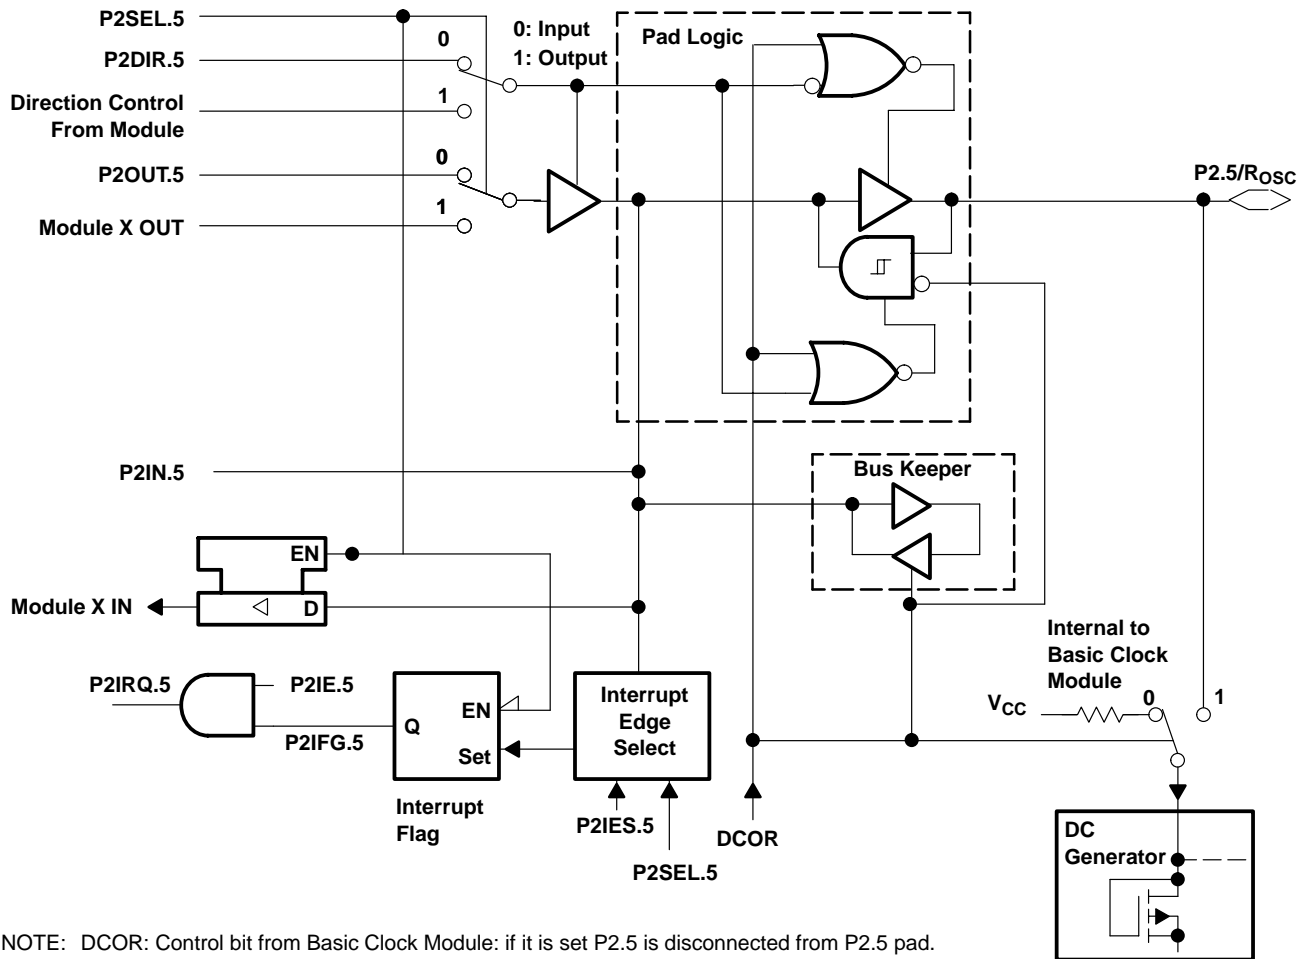 P2SEL.5
0
0: Input
1: Output
Pad Logic
P2DIR.5
Direction Control
From Module
1
P2OUT.5
0
P2.5/ROSC
Module X OUT
1
P2IN.5
Bus Keeper
EN
Module X IN
D
Internal to
Basic Clock
Module
P2IRQ.5
P2IE.5
P2IFG.5
Q
EN
Set
Interrupt
Edge
Select
VCC
0
1
Interrupt
Flag
P2IES.5
P2SEL.5
DCOR
DC
Generator
NOTE: DCOR: Control bit from Basic Clock Module: if it is set P2.5 is disconnected from P2.5 pad.